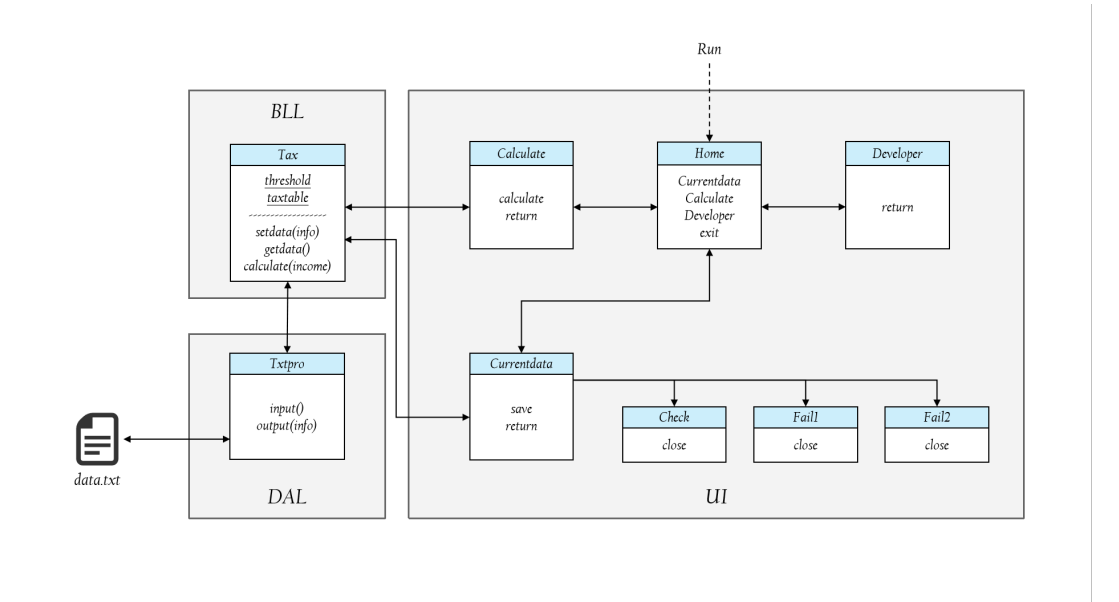 Run
BLL
Tax
threshold
taxtable
setdata(info)
getdata()
calculate(income)
Calculate
calculate
return
Home
Currentdata
Calculate
Developer
exit
Developer
return
Txtpro
input()
output(info)
DAL
data.txt
Currentdata
save
return
Check
close
Fail1
close
Fail2
close
UI